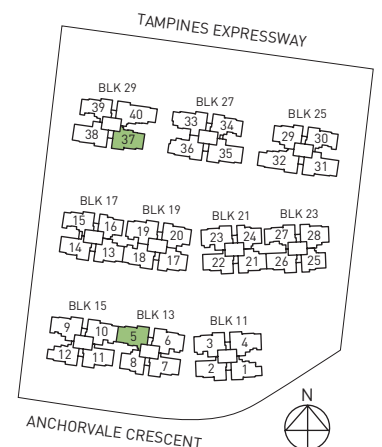 TAMPINES EXPRESSWAY
BLK 29
39 40
38 37
BLK 27
33 34
36 35
BLK 25
29 30
32 31
BLK 17
15 16
14 13
BLK 19
19 20
18 17
BLK 21
23 24
22 21
BLK 23
27 28
26 25
BLK 15
9 10
12 11
BLK 13
5 6
8 7
BLK 11
3 4
2 1
N
ANCHORVALE CRESCENT